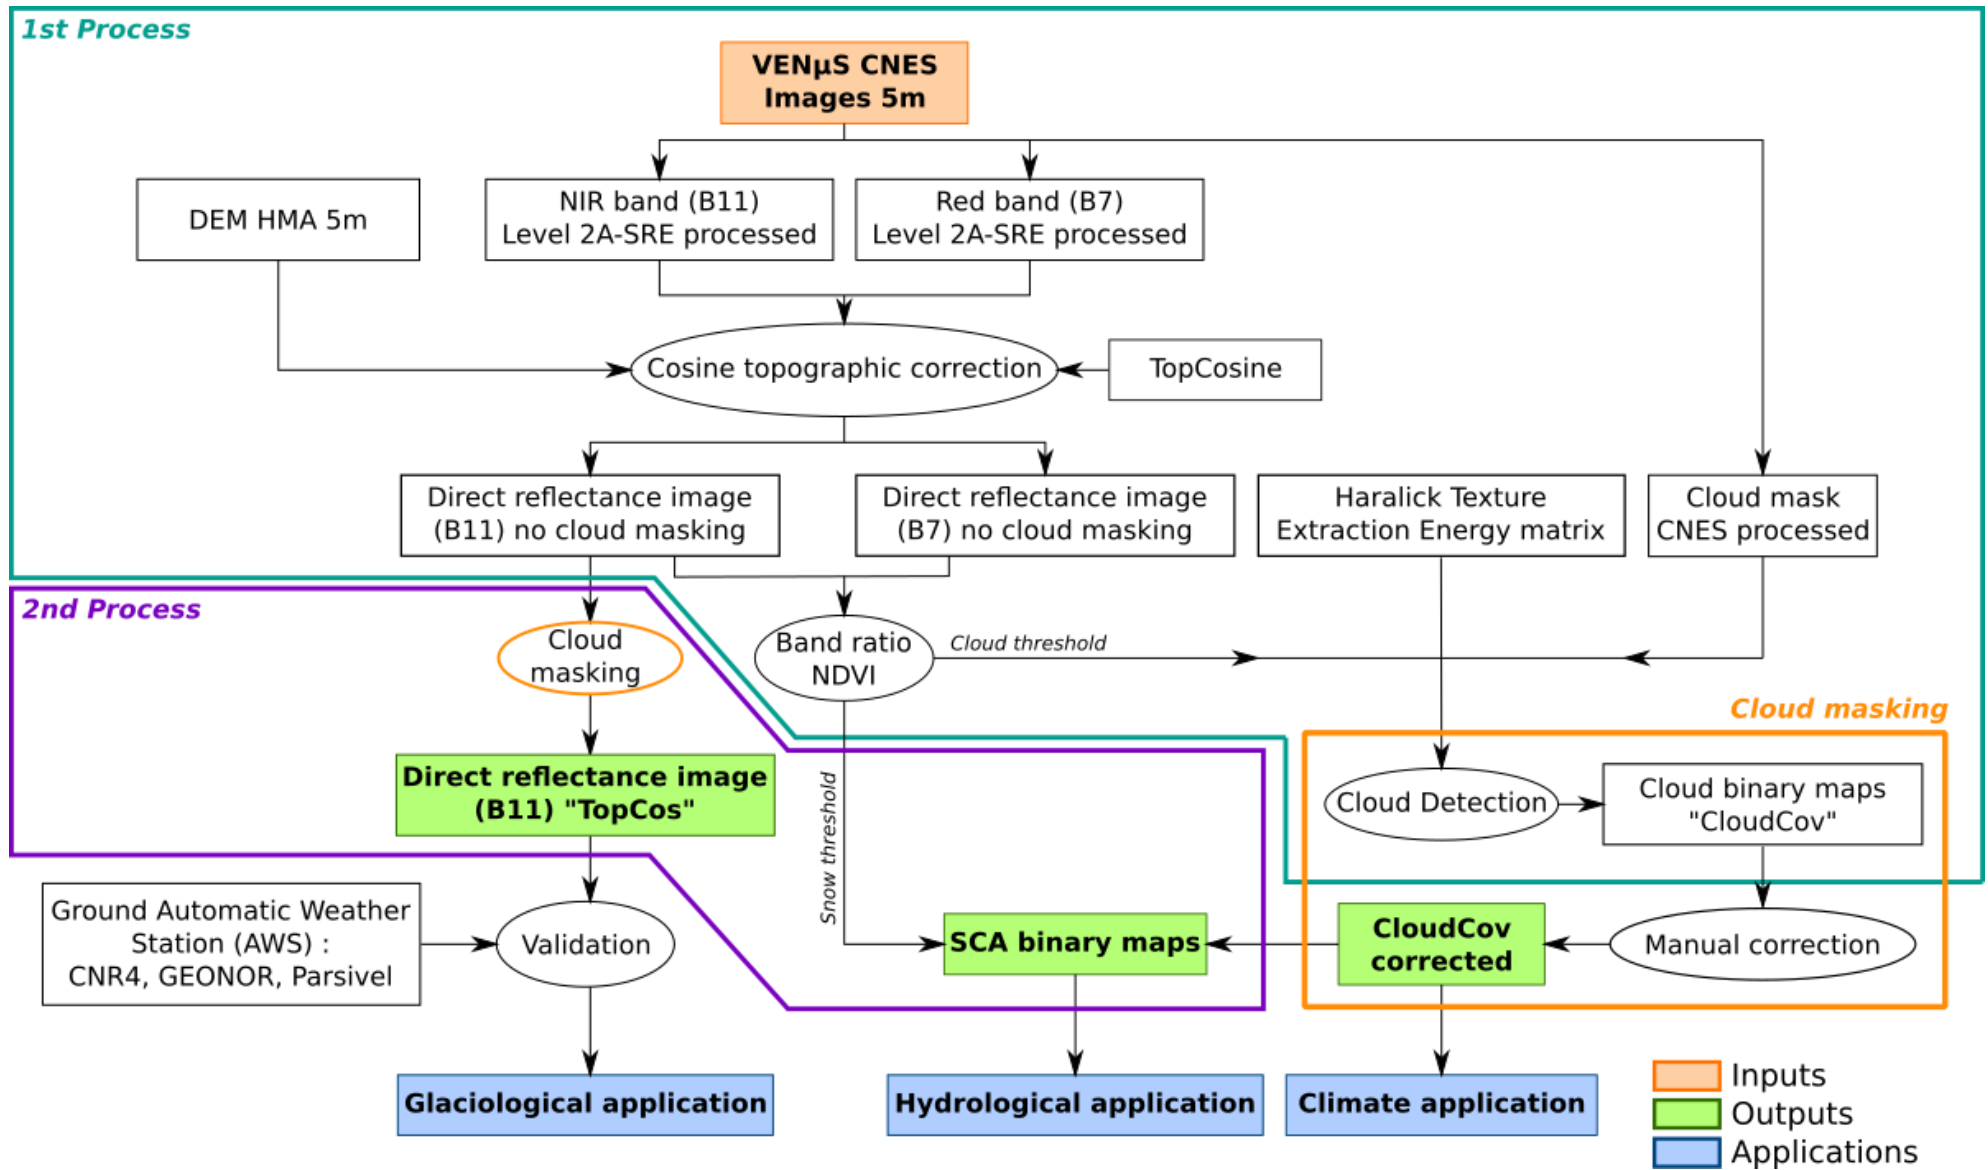 1st Process
VENµS CNES
Images 5m
DEM HMA 5m
NIR band (B11)
Level 2A-SRE processed
Red band (B7)
Level 2A-SRE processed
Cosine topographic correction
TopCosine
Direct reflectance image
(B11) no cloud masking
Direct reflectance image
(B7) no cloud masking
Haralick Texture
Extraction Energy matrix
Cloud mask
CNES processed
2nd Process
Cloud
masking
Band ratio
NDVI
Cloud threshold
Cloud masking
Direct reflectance image
(B11) "TopCos"
Snow threshold
Cloud Detection
Cloud binary maps
"CloudCov"
Ground Automatic Weather
Station (AWS) :
CNR4, GEONOR, Parsivel
Validation
SCA binary maps
CloudCov
corrected
Manual correction
Glaciological application
Hydrological application
Climate application
Inputs
Outputs
Applications